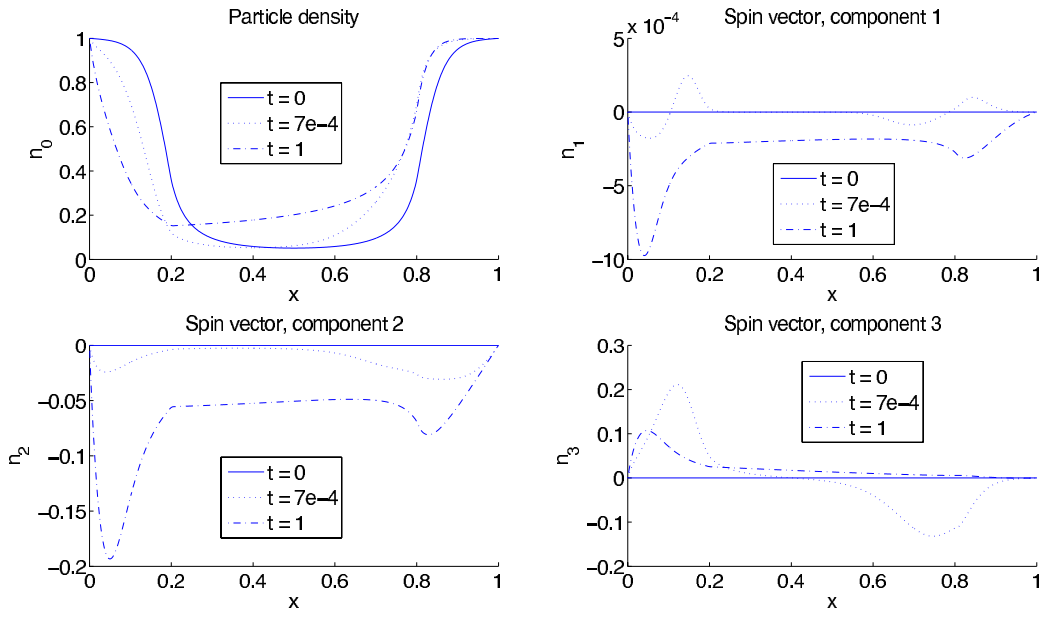 Particle density
1
0.8
0.6
0.4
0.2
0
n0
t = 0
t = 7e−4
t = 1
0 0.2 0.4 0.6 0.8 1
x
x 10−4
Spin vector, component 1
5
0
−5
−10
n1
t = 0
t = 7e−4
t = 1
0 0.2 0.4 0.6 0.8 1
x
Spin vector, component 2
0
−0.05
−0.1
−0.15
−0.2
n2
t = 0
t = 7e−4
t = 1
0 0.2 0.4 0.6 0.8 1
x
Spin vector, component 3
0.3
0.2
0.1
0
−0.1
−0.2
n3
t = 0
t = 7e−4
t = 1
0 0.2 0.4 0.6 0.8 1
x